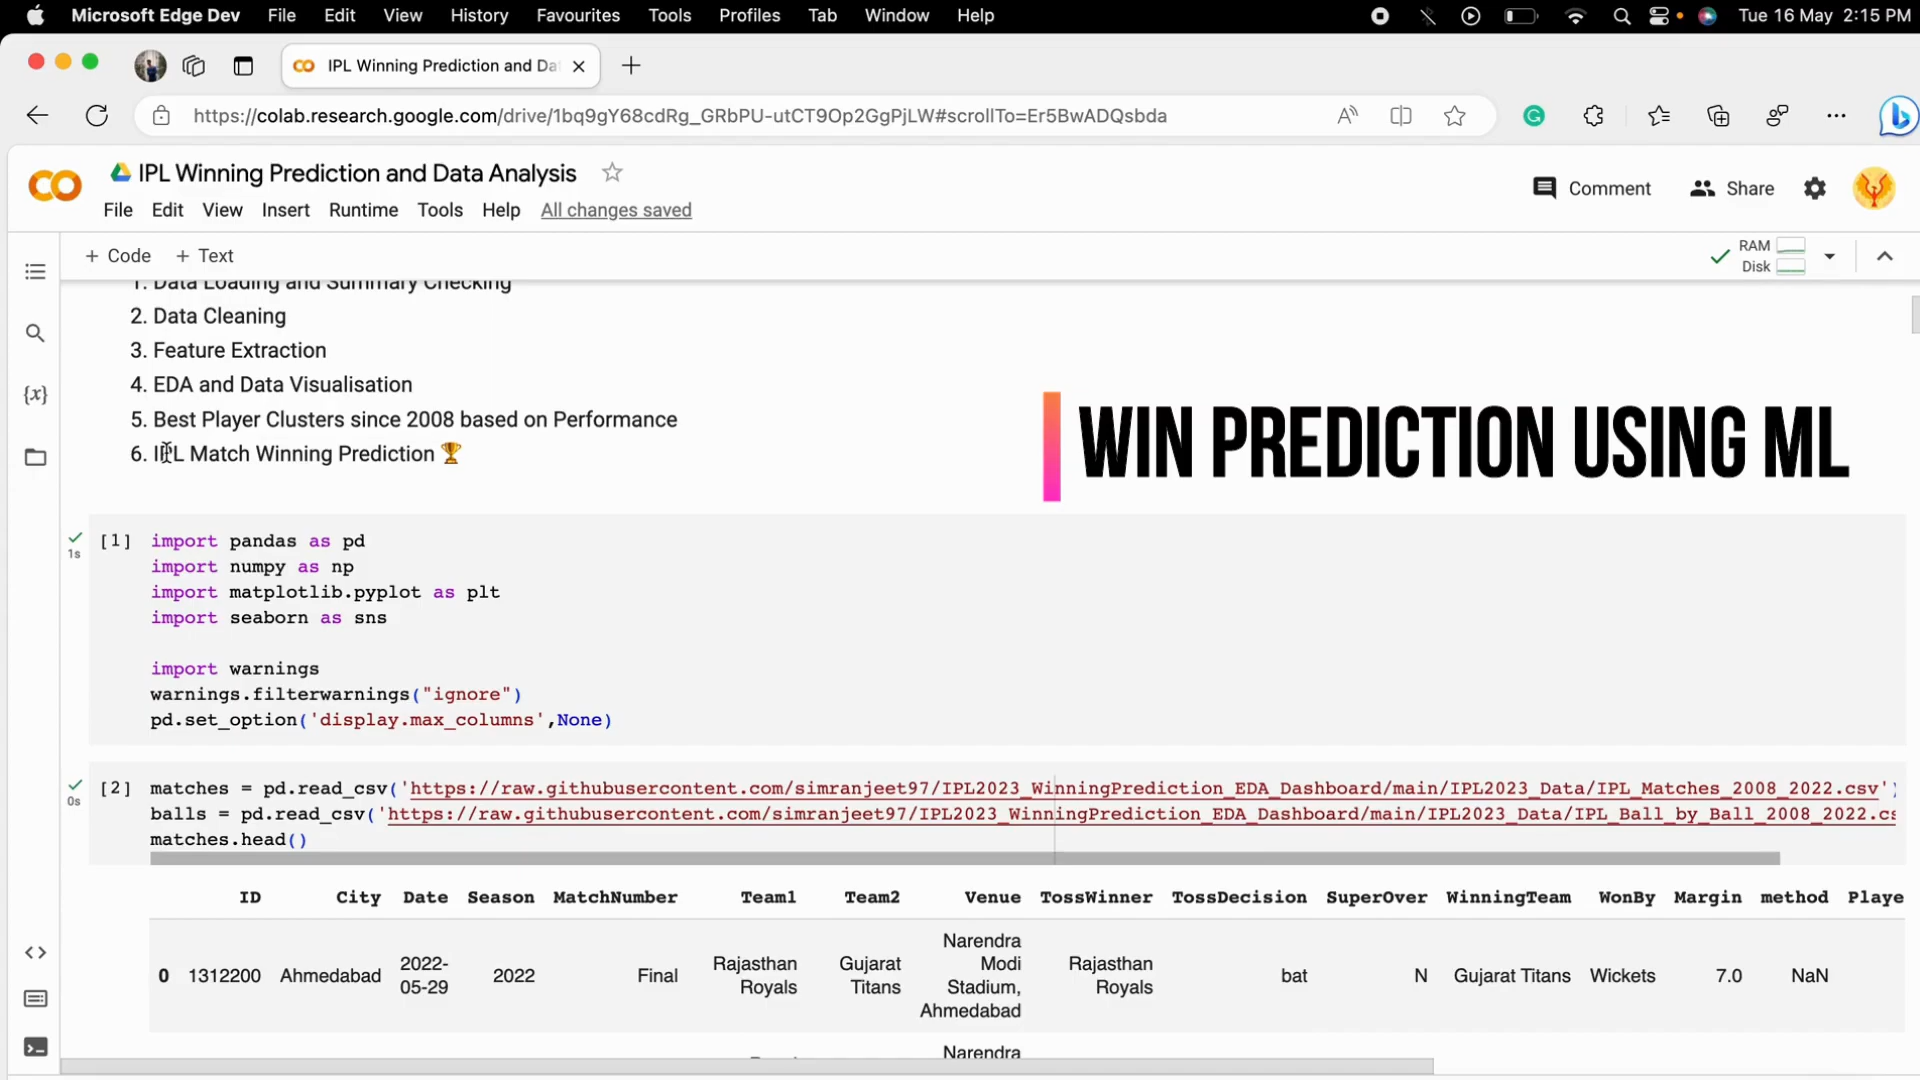 Microsoft Edge Dev File Edit View History Favourites Tools Profiles Tab Window Help Tue 16 May 2:15 PM
IPL Winning Prediction and Da
https://colab.research.google.com/drive/1bq9gY68cdRg_GRbPU-utCT9Op2GgPjLW#scrollTo=Er5BwADQsbda
IPL Winning Prediction and Data Analysis
Comment Share
File Edit View Insert Runtime Tools Help All changes saved
+ Code + Text
RAM
Disk
1. Data Loading and Summary Checking
2. Data Cleaning
3. Feature Extraction
4. EDA and Data Visualisation
5. Best Player Clusters since 2008 based on Performance
6. IPL Match Winning Prediction 🏆
WIN PREDICTION USING ML
1s
[1] import pandas as pd
import numpy as np
import matplotlib.pyplot as plt
import seaborn as sns
import warnings
warnings.filterwarnings("ignore")
pd.set_option('display.max_columns',None)
0s
[2] matches = pd.read_csv('https://raw.githubusercontent.com/simranjeet97/IPL2023_WinningPrediction_EDA_Dashboard/main/IPL2023_Data/IPL_Matches_2008_2022.csv')
balls = pd.read_csv('https://raw.githubusercontent.com/simranjeet97/IPL2023_WinningPrediction_EDA_Dashboard/main/IPL2023_Data/IPL_Ball_by_Ball_2008_2022.cs
matches.head()
ID City Date Season MatchNumber Team1 Team2 Venue TossWinner TossDecision SuperOver WinningTeam WonBy Margin method Playe
0 1312200 Ahmedabad 2022-05-29 2022 Final Rajasthan Royals Gujarat Titans Narendra Modi Stadium, Ahmedabad Rajasthan Royals bat N Gujarat Titans Wickets 7.0 NaN
Narendra